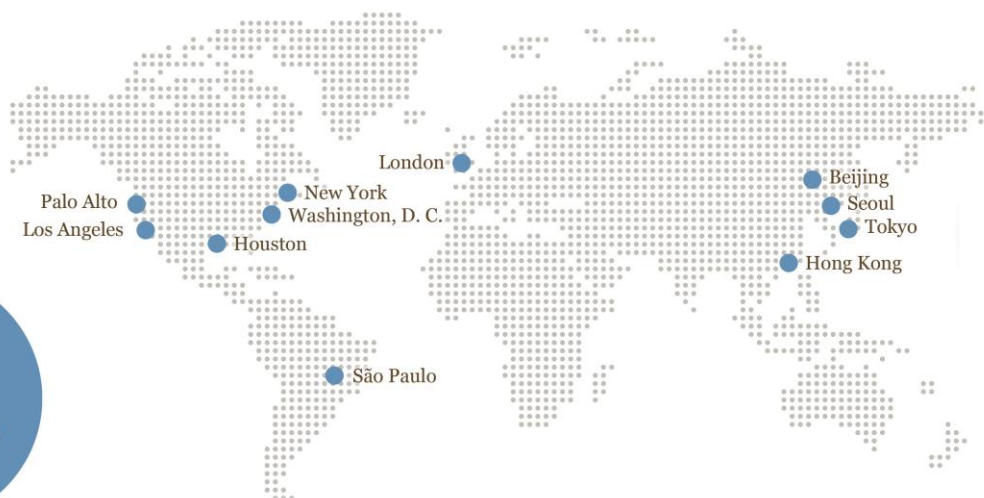 London
Beijing
New York
Palo Alto
Seoul
Washington, D. C.
Tokyo
Los Angeles
Houston
Hong Kong
São Paulo